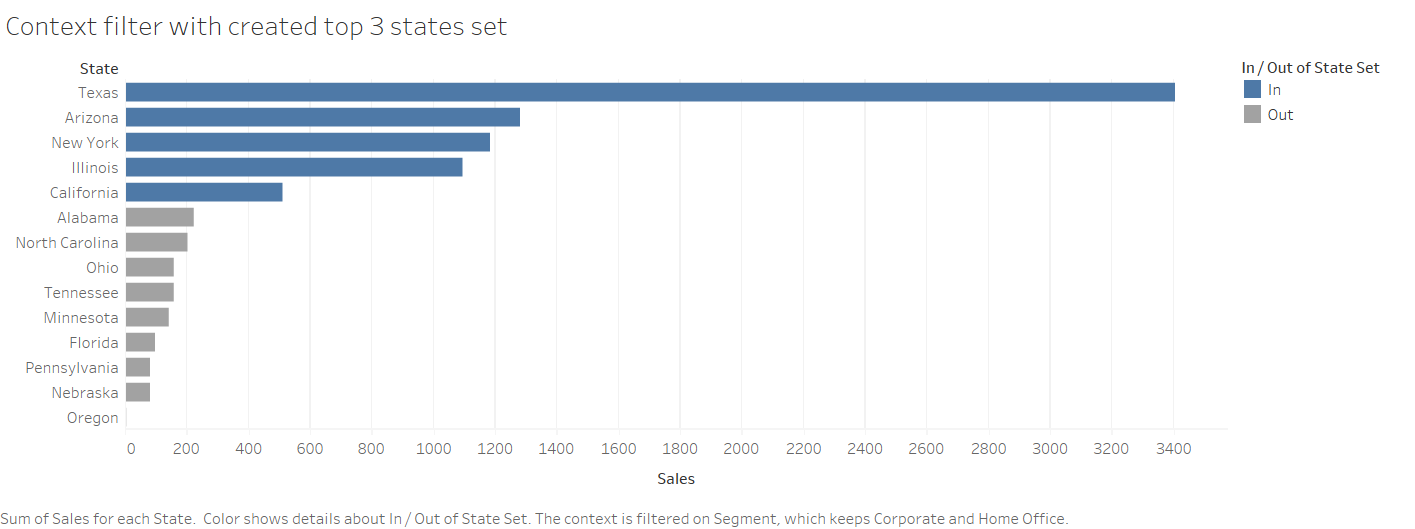 Context filter with created top 3 states set
State
Texas
Arizona
New York
Illinois
California
Alabama
North Carolina
Ohio
Tennessee
Minnesota
Florida
Pennsylvania
Nebraska
Oregon
0 200 400 600 800 1000 1200 1400 1600 1800 2000 2200 2400 2600 2800 3000 3200 3400
Sales
In / Out of State Set
In
Out
Sum of Sales for each State. Color shows details about In / Out of State Set. The context is filtered on Segment, which keeps Corporate and Home Office.